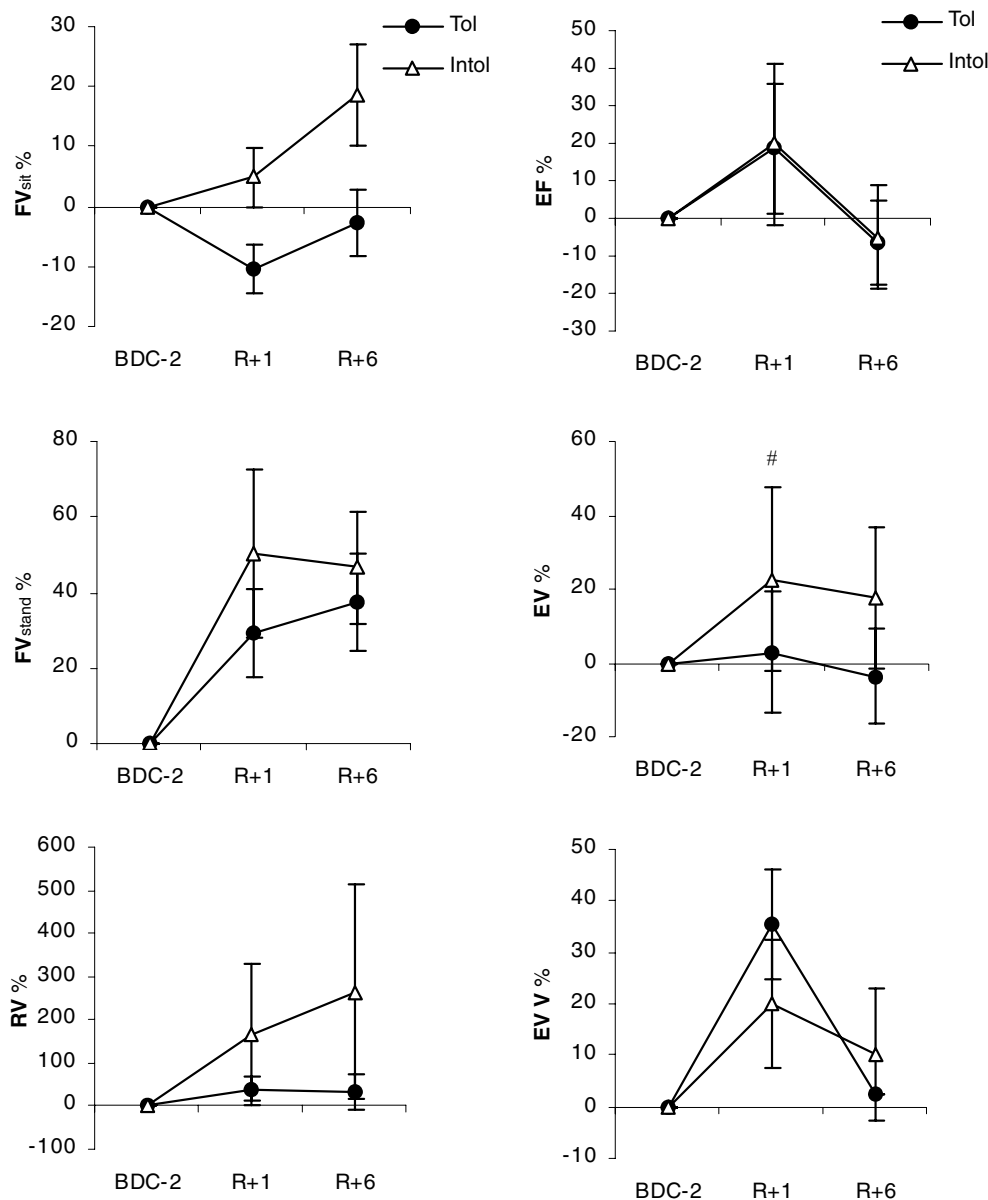 Tol
Intol
30
20
10
0
-10
-20
FVsit %
BDC-2 R+1 R+6
Tol
Intol
50
40
30
20
10
0
-10
-20
-30
EF %
BDC-2 R+1 R+6
80
60
40
20
0
FVstand %
BDC-2 R+1 R+6
60
40
20
0
-20
EV %
#
BDC-2 R+1 R+6
600
500
400
300
200
100
0
-100
RV %
BDC-2 R+1 R+6
50
40
30
20
10
0
-10
EV V %
BDC-2 R+1 R+6